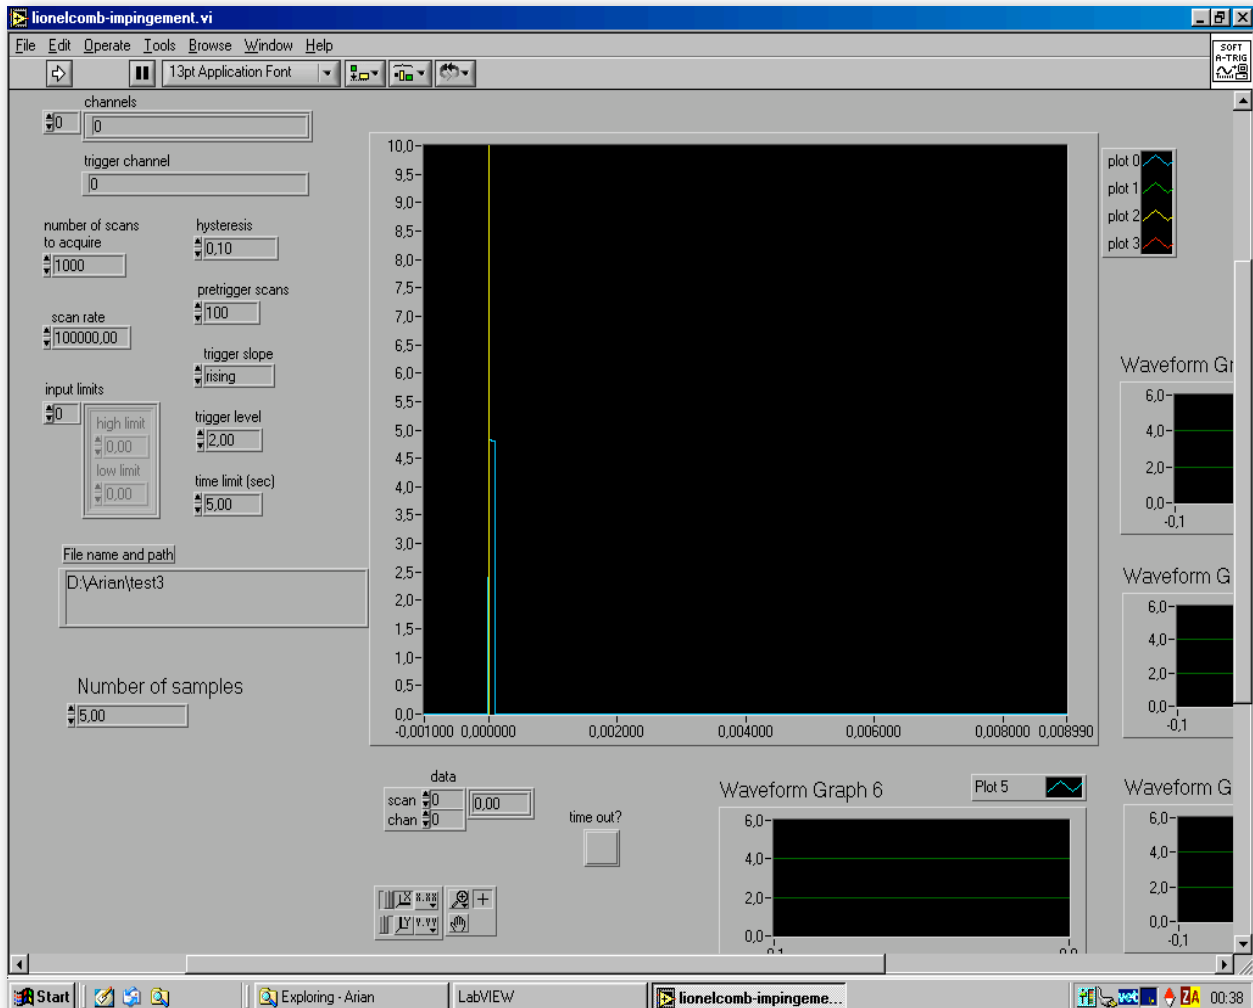 lionelcomb-impingement.vi
File Edit Operate Tools Browse Window Help
SOFT
A-TRIG
13pt Application Font
channels
0
0
trigger channel
0
number of scans
to acquire
1000
hysteresis
0,10
pretrigger scans
100
scan rate
100000,00
trigger slope
rising
input limits
0
high limit
0,00
low limit
0,00
trigger level
2,00
time limit (sec)
5,00
File name and path
D:\Arian\test3
Number of samples
5,00
10,0
9,5
9,0
8,5
8,0
7,5
7,0
6,5
6,0
5,5
5,0
4,5
4,0
3,5
3,0
2,5
2,0
1,5
1,0
0,5
0,0
-0,001000 0,000000 0,002000 0,004000 0,006000 0,008000 0,008990
plot 0
plot 1
plot 2
plot 3
Waveform Gr
6,0
4,0
2,0
0,0
-0,1
Waveform G
6,0
4,0
2,0
0,0
-0,1
data
scan 0
chan 0
0,00
time out?
X.XX
Y.YY
Waveform Graph 6
Plot 5
6,0
4,0
2,0
0,0
Waveform G
6,0
4,0
2,0
0,0
-0,1
Start
Exploring - Arian
LabVIEW
lionelcomb-impingeme...
vet
ZA
00:38